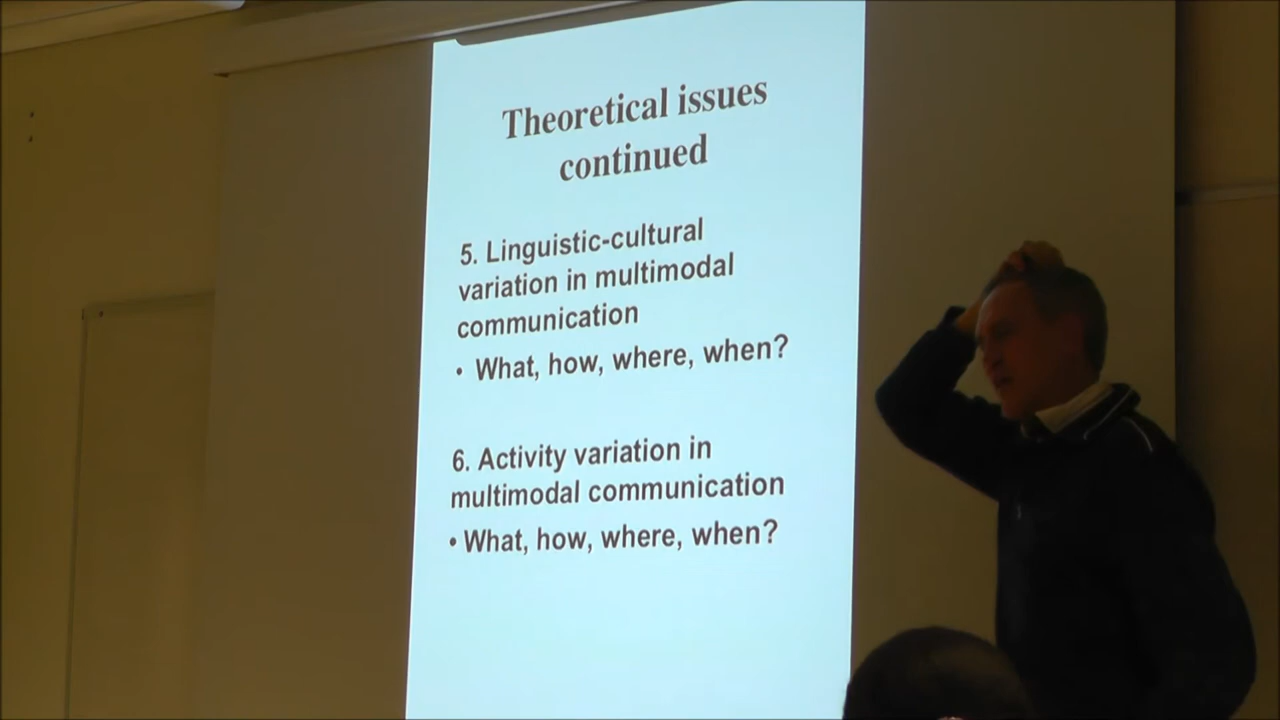 Theoretical issues
continued
5. Linguistic-cultural
variation in multimodal
communication
• What, how, where, when?
6. Activity variation in
multimodal communication
• What, how, where, when?